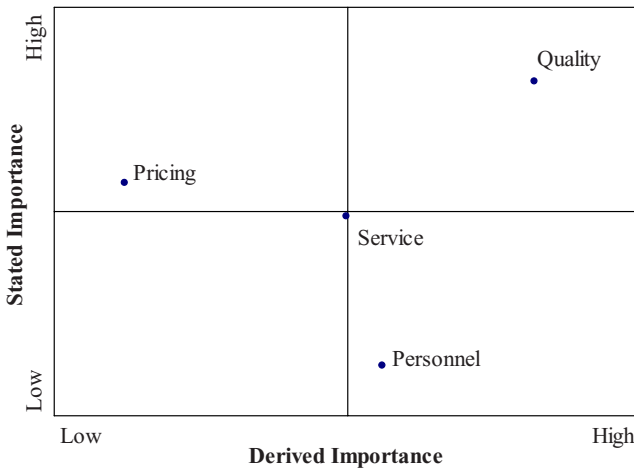 High
Quality
Pricing
Stated Importance
Service
Personnel
Low
Low
High
Derived Importance